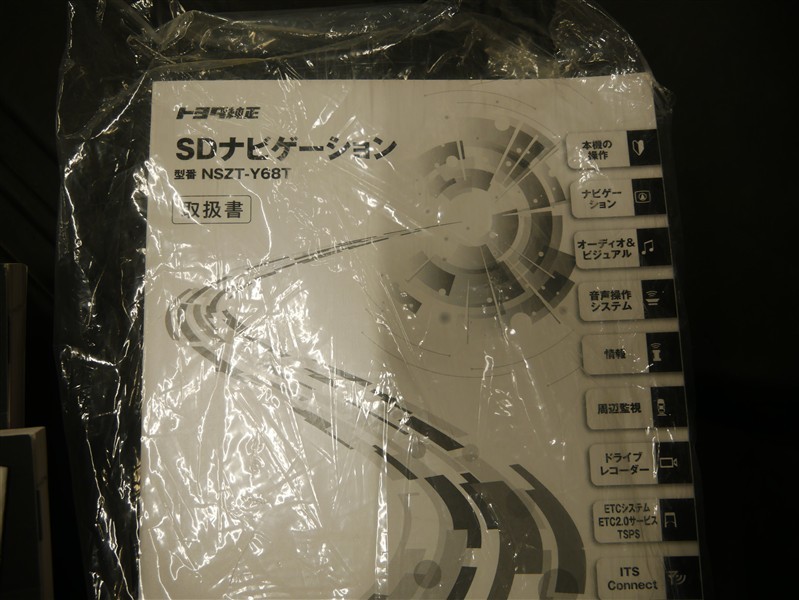 トヨタ純正
SDナビゲーション
型番 NSZT-Y68T
取扱書
本機の
操作
ナビゲー
ション
オーディオ&
ビジュアル
音声操作
システム
情報
周辺監視
ドライブ
レコーダー
ETCシステム
ETC2.0サービス
TSPS
ITS
Connect